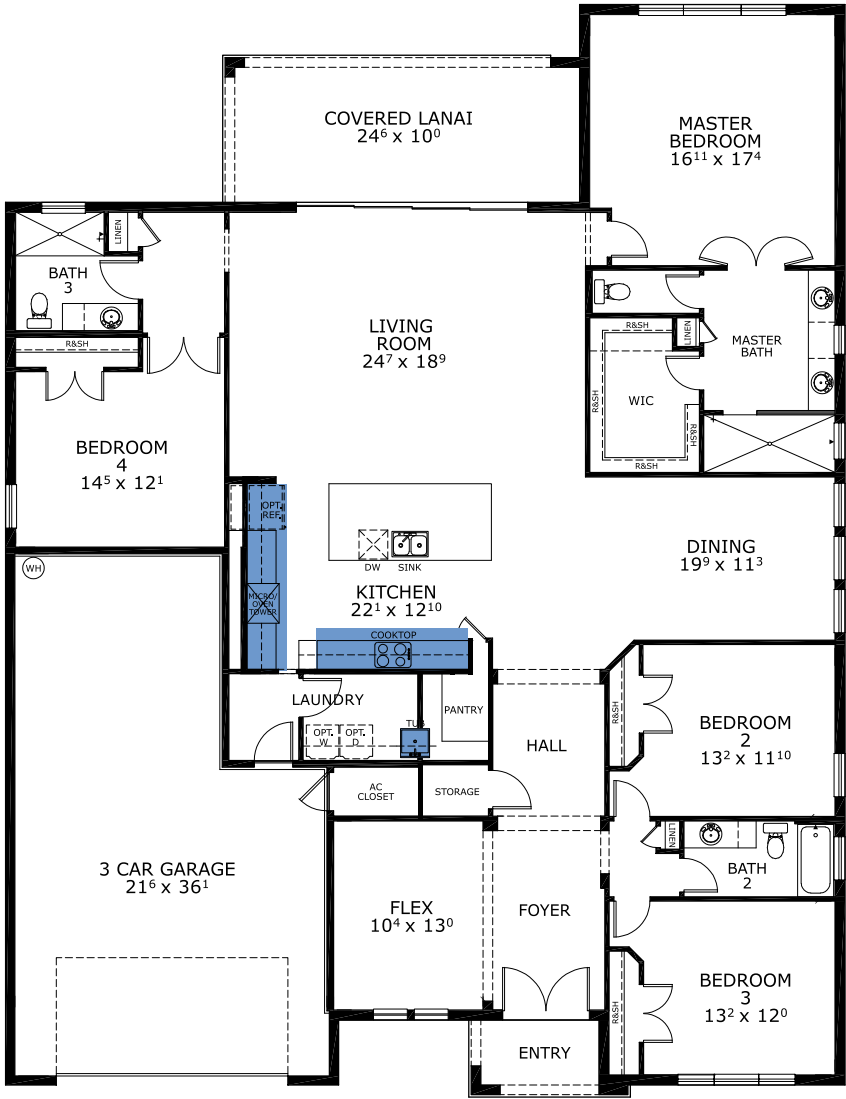 MASTER
BEDROOM
16¹¹ x 17⁴
COVERED LANAI
24⁶ x 10⁰
LINEN
BATH
3
R&SH
LIVING
ROOM
24⁷ x 18⁹
R&SH
LINEN
MASTER
BATH
R&SH
WIC
R&SH
R&SH
BEDROOM
4
14⁵ x 12¹
OPT.
REF.
DW
SINK
DINING
19⁹ x 11³
WH
MICRO/
OVEN
TOWER
KITCHEN
22¹ x 12¹⁰
COOKTOP
LAUNDRY
OPT.
W
OPT.
D
TUB
PANTRY
HALL
R&SH
BEDROOM
2
13² x 11¹⁰
AC
CLOSET
STORAGE
LINEN
BATH
2
3 CAR GARAGE
21⁶ x 36¹
FLEX
10⁴ x 13⁰
FOYER
R&SH
BEDROOM
3
13² x 12⁰
ENTRY